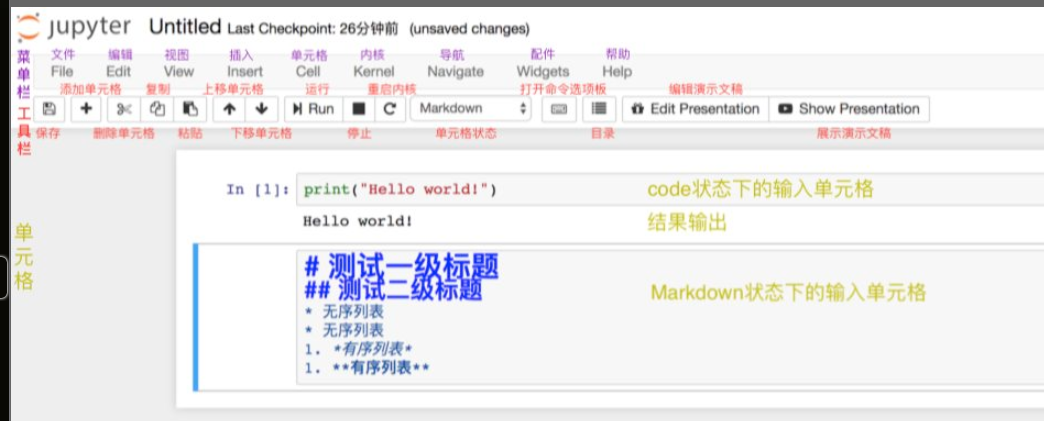 jupyter Untitled Last Checkpoint: 26分钟前 (unsaved changes)
菜单栏
文件 编辑 视图 插入 单元格 内核 导航 配件 帮助
File Edit View Insert Cell Kernel Navigate Widgets Help
添加单元格 复制 上移单元格 运行 重启内核 打开命令选项板 编辑演示文稿
工具栏
Run Markdown Edit Presentation Show Presentation
保存 删除单元格 粘贴 下移单元格 停止 单元格状态 目录 展示演示文稿
In [1]: print("Hello world!") code状态下的输入单元格
Hello world! 结果输出
单元格
# 测试一级标题
## 测试二级标题 Markdown状态下的输入单元格
* 无序列表
* 无序列表
1. *有序列表*
1. **有序列表**